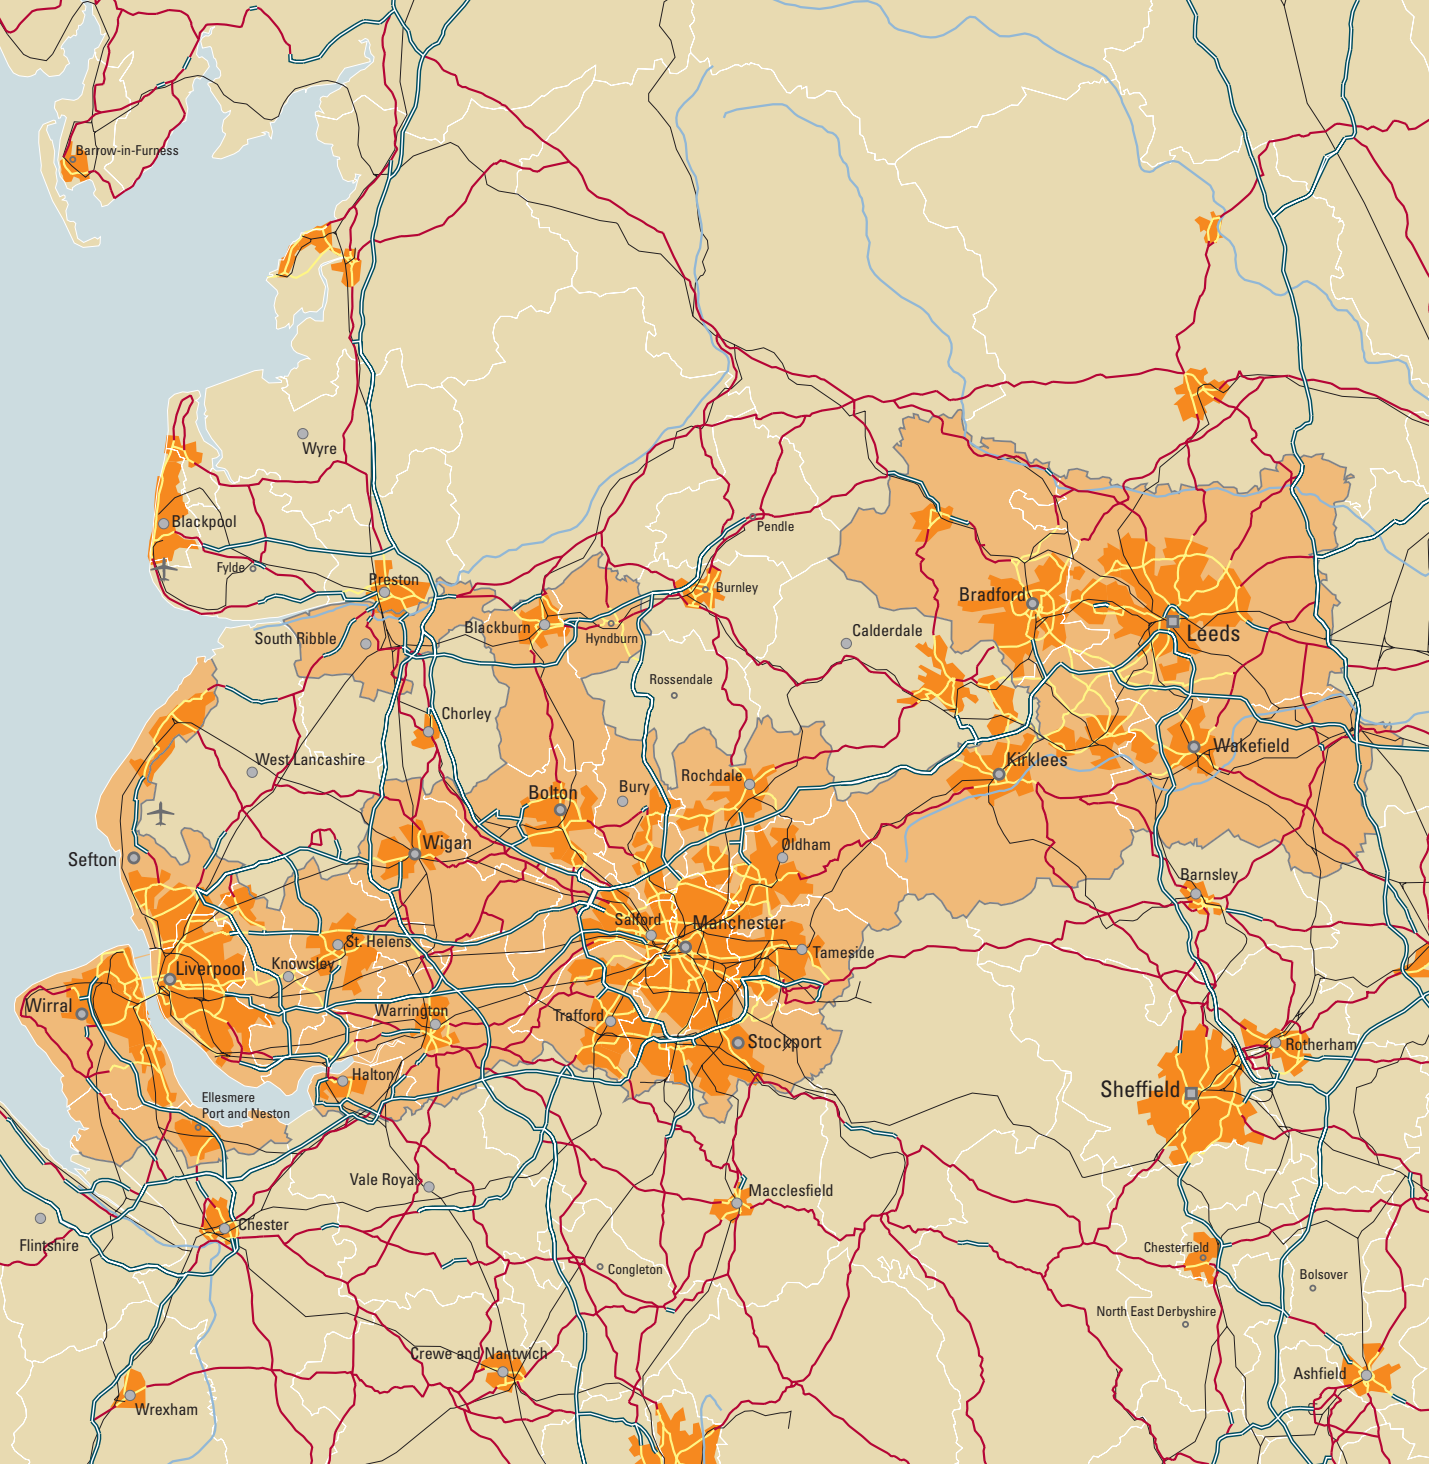 Barrow-in-Furness
Wyre
Blackpool
Pendle
Fylde
Preston
Burnley
Bradford
Blackburn
Hyndburn
Calderdale
Leeds
South Ribble
Rossendale
Chorley
Wakefield
West Lancashire
Kirklees
Rochdale
Bury
Bolton
Oldham
Wigan
Sefton
Barnsley
Salford
Manchester
St. Helens
Tameside
Knowsley
Liverpool
Wirral
Warrington
Trafford
Stockport
Rotherham
Halton
Sheffield
Ellesmere
Port and Neston
Vale Royal
Macclesfield
Chester
Flintshire
Chesterfield
Congleton
Bolsover
North East Derbyshire
Crewe and Nantwich
Ashfield
Wrexham